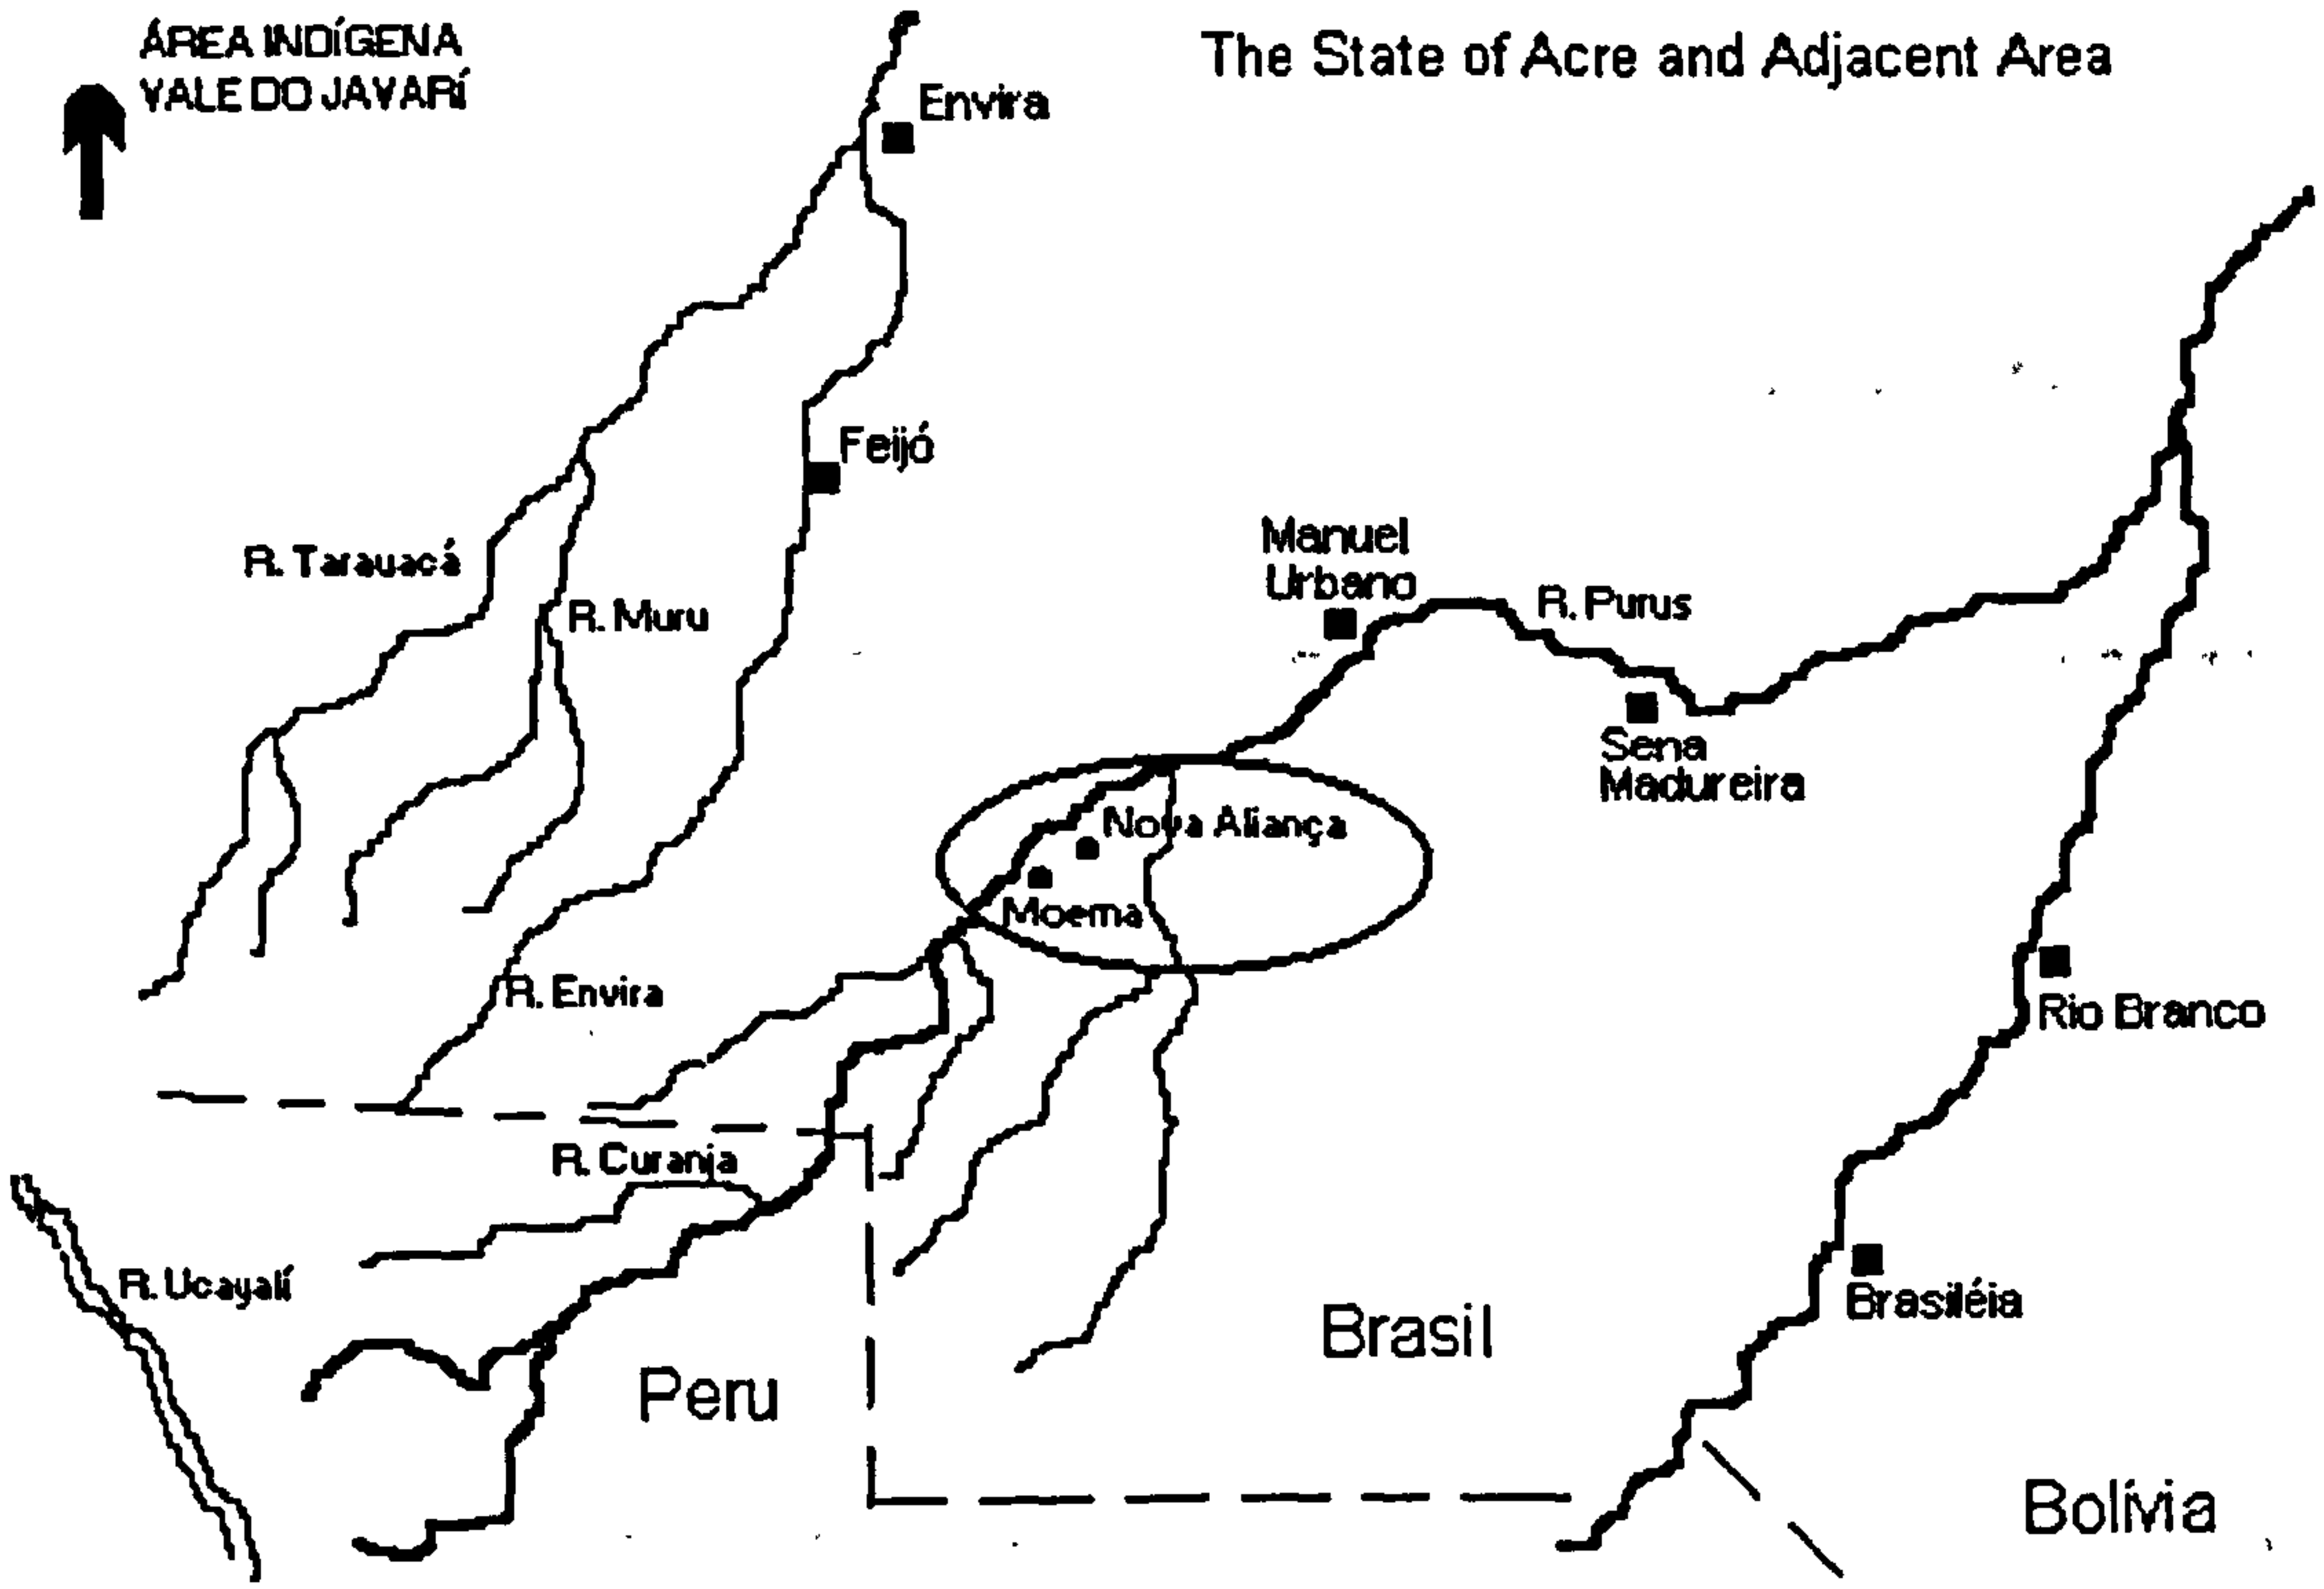 ÁREA INDÍGENA
VALE DO JAVARÍ
The State of Acre and Adjacent Area
Envira
Feijó
R. Tarauacá
R. Muru
Manuel
Urbano
R. Purus
Sena
Madureira
Nova Aliança
Moema
R. Envira
Rio Branco
R. Curanja
R. Ucayalí
Brasiléia
Brasil
Peru
Bolívia